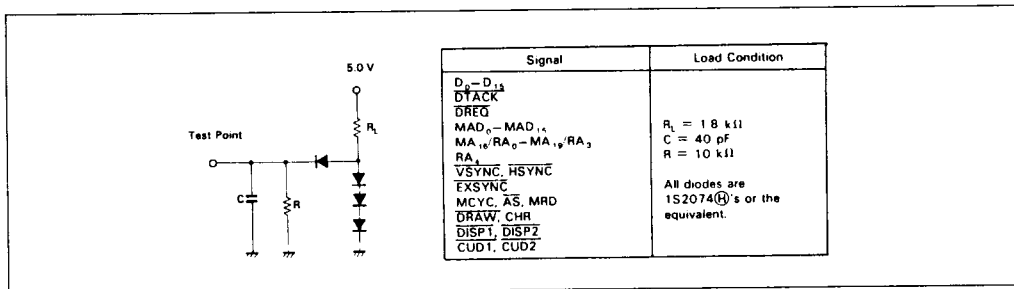 5.0 V
R_L
Test Point
C
R
Signal
Load Condition
D₀–D₁₅
DTACK
DREQ
MAD₀–MAD₁₅
MA₁₆/RA₀–MA₁₉/RA₃
RA₄
VSYNC, HSYNC
EXSYNC
MCYC, AS, MRD
DRAW, CHR
DISP1, DISP2
CUD1, CUD2
R_L = 1.8 kΩ
C = 40 pF
R = 10 kΩ
All diodes are
1S2074Ⓗ's or the
equivalent.